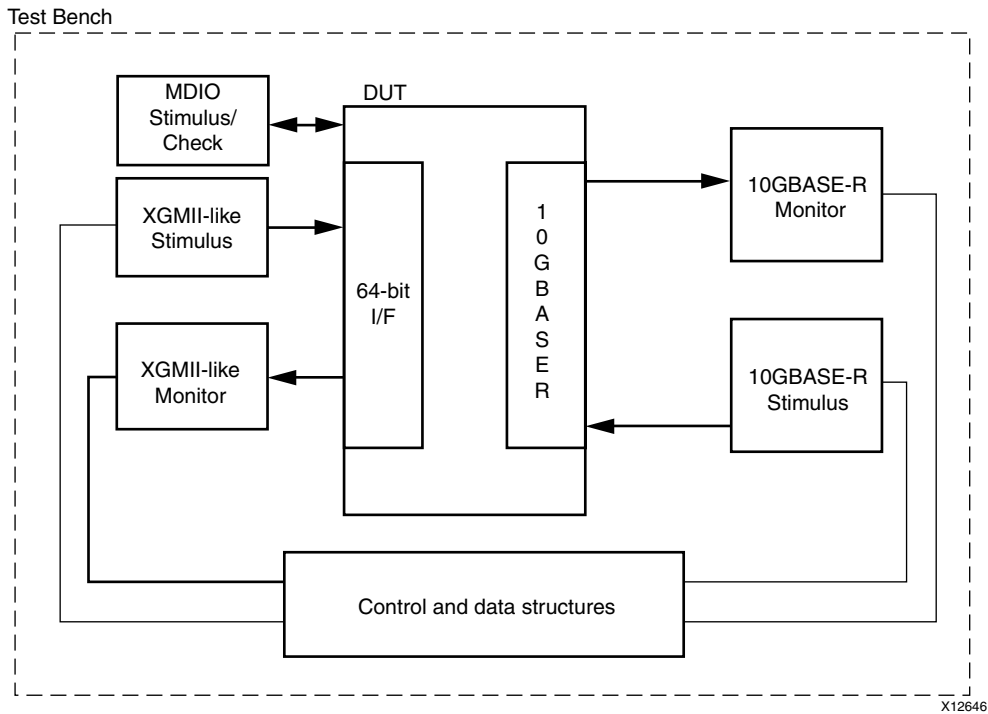 Test Bench
MDIO
Stimulus/
Check
DUT
XGMII-like
Stimulus
XGMII-like
Monitor
64-bit
I/F
1
0
G
B
A
S
E
R
10GBASE-R
Monitor
10GBASE-R
Stimulus
Control and data structures
X12646